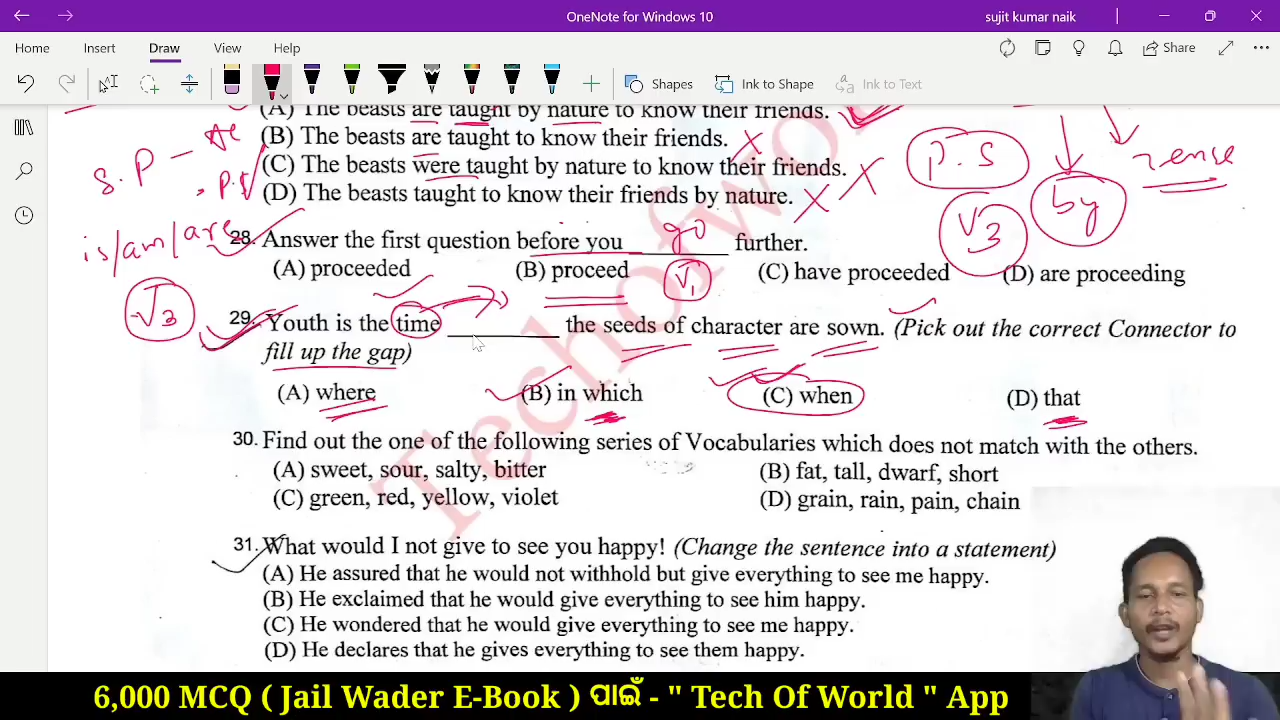 OneNote for Windows 10
sujit kumar naik
Home Insert Draw View Help
Share
Shapes Ink to Shape Ink to Text
(A) The beasts are taught by nature to know their friends.
(B) The beasts are taught to know their friends.
(C) The beasts were taught by nature to know their friends.
(D) The beasts taught to know their friends by nature.
S.P
P.S
by
tense
V3
is/am/are
V3
go
V1
28. Answer the first question before you ________ further.
(A) proceeded (B) proceed (C) have proceeded (D) are proceeding
29. Youth is the time ________ the seeds of character are sown. (Pick out the correct Connector to
fill up the gap)
(A) where (B) in which (C) when (D) that
30. Find out the one of the following series of Vocabularies which does not match with the others.
(A) sweet, sour, salty, bitter (B) fat, tall, dwarf, short
(C) green, red, yellow, violet (D) grain, rain, pain, chain
31. What would I not give to see you happy! (Change the sentence into a statement)
(A) He assured that he would not withhold but give everything to see me happy.
(B) He exclaimed that he would give everything to see him happy.
(C) He wondered that he would give everything to see me happy.
(D) He declares that he gives everything to see them happy.
Techofwo
6,000 MCQ ( Jail Wader E-Book ) ପାଇଁ - " Tech Of World " App